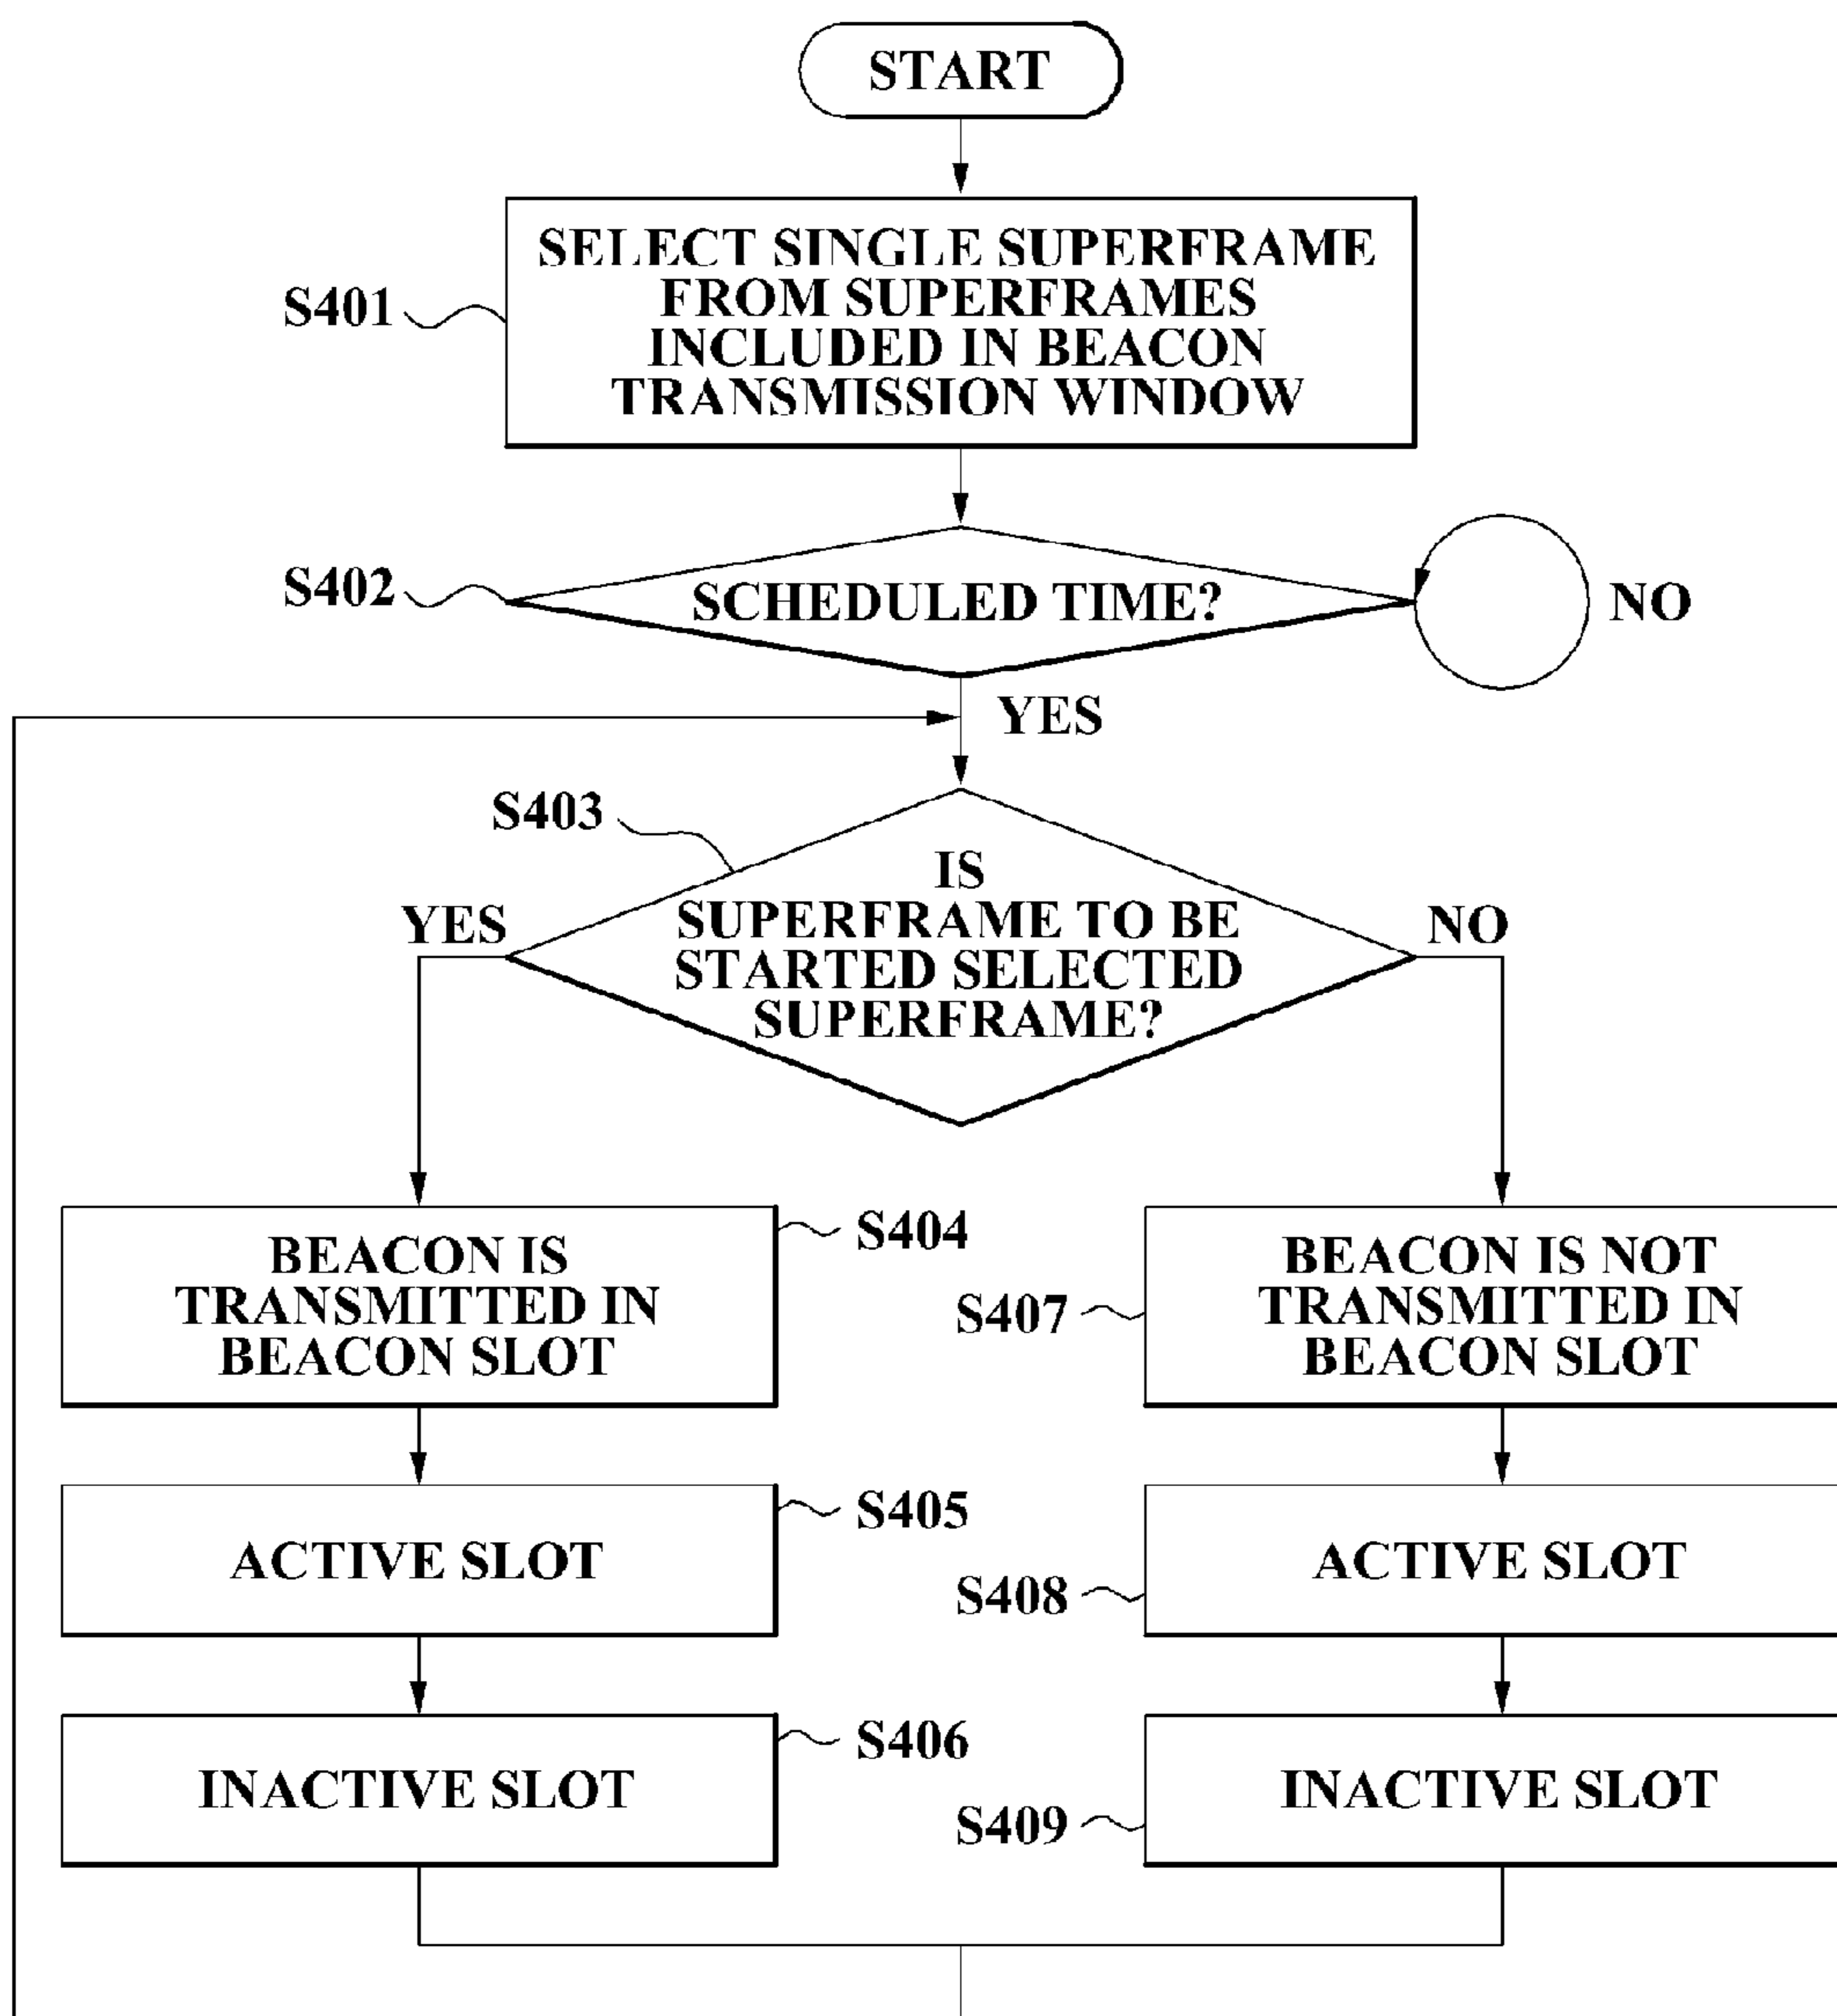 START
SELECT SINGLE SUPERFRAME
FROM SUPERFRAMES
INCLUDED IN BEACON
TRANSMISSION WINDOW
S401
S402
SCHEDULED TIME?
NO
YES
S403
IS
SUPERFRAME TO BE
STARTED SELECTED
SUPERFRAME?
YES
NO
BEACON IS
TRANSMITTED IN
BEACON SLOT
S404
S407
BEACON IS NOT
TRANSMITTED IN
BEACON SLOT
ACTIVE SLOT
S405
S408
ACTIVE SLOT
INACTIVE SLOT
S406
S409
INACTIVE SLOT